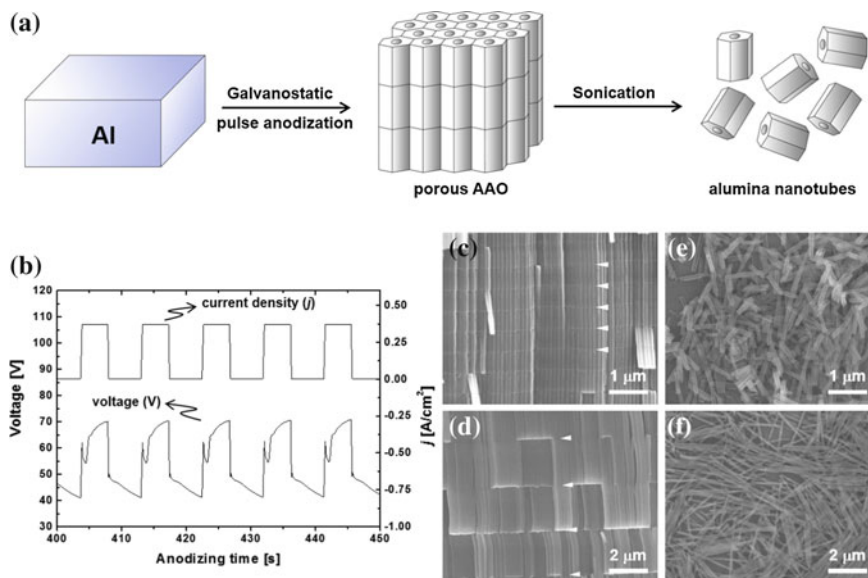 (a)
Al
Galvanostatic
pulse anodization
porous AAO
Sonication
alumina nanotubes
(b)
120
110
100
90
80
70
60
50
40
30
Voltage [V]
current density (j)
voltage (V)
0.50
0.25
0.00
-0.25
-0.50
-0.75
-1.00
j [A/cm²]
400
410
420
430
440
450
Anodizing time [s]
(c)
1 μm
(e)
1 μm
(d)
2 μm
(f)
2 μm